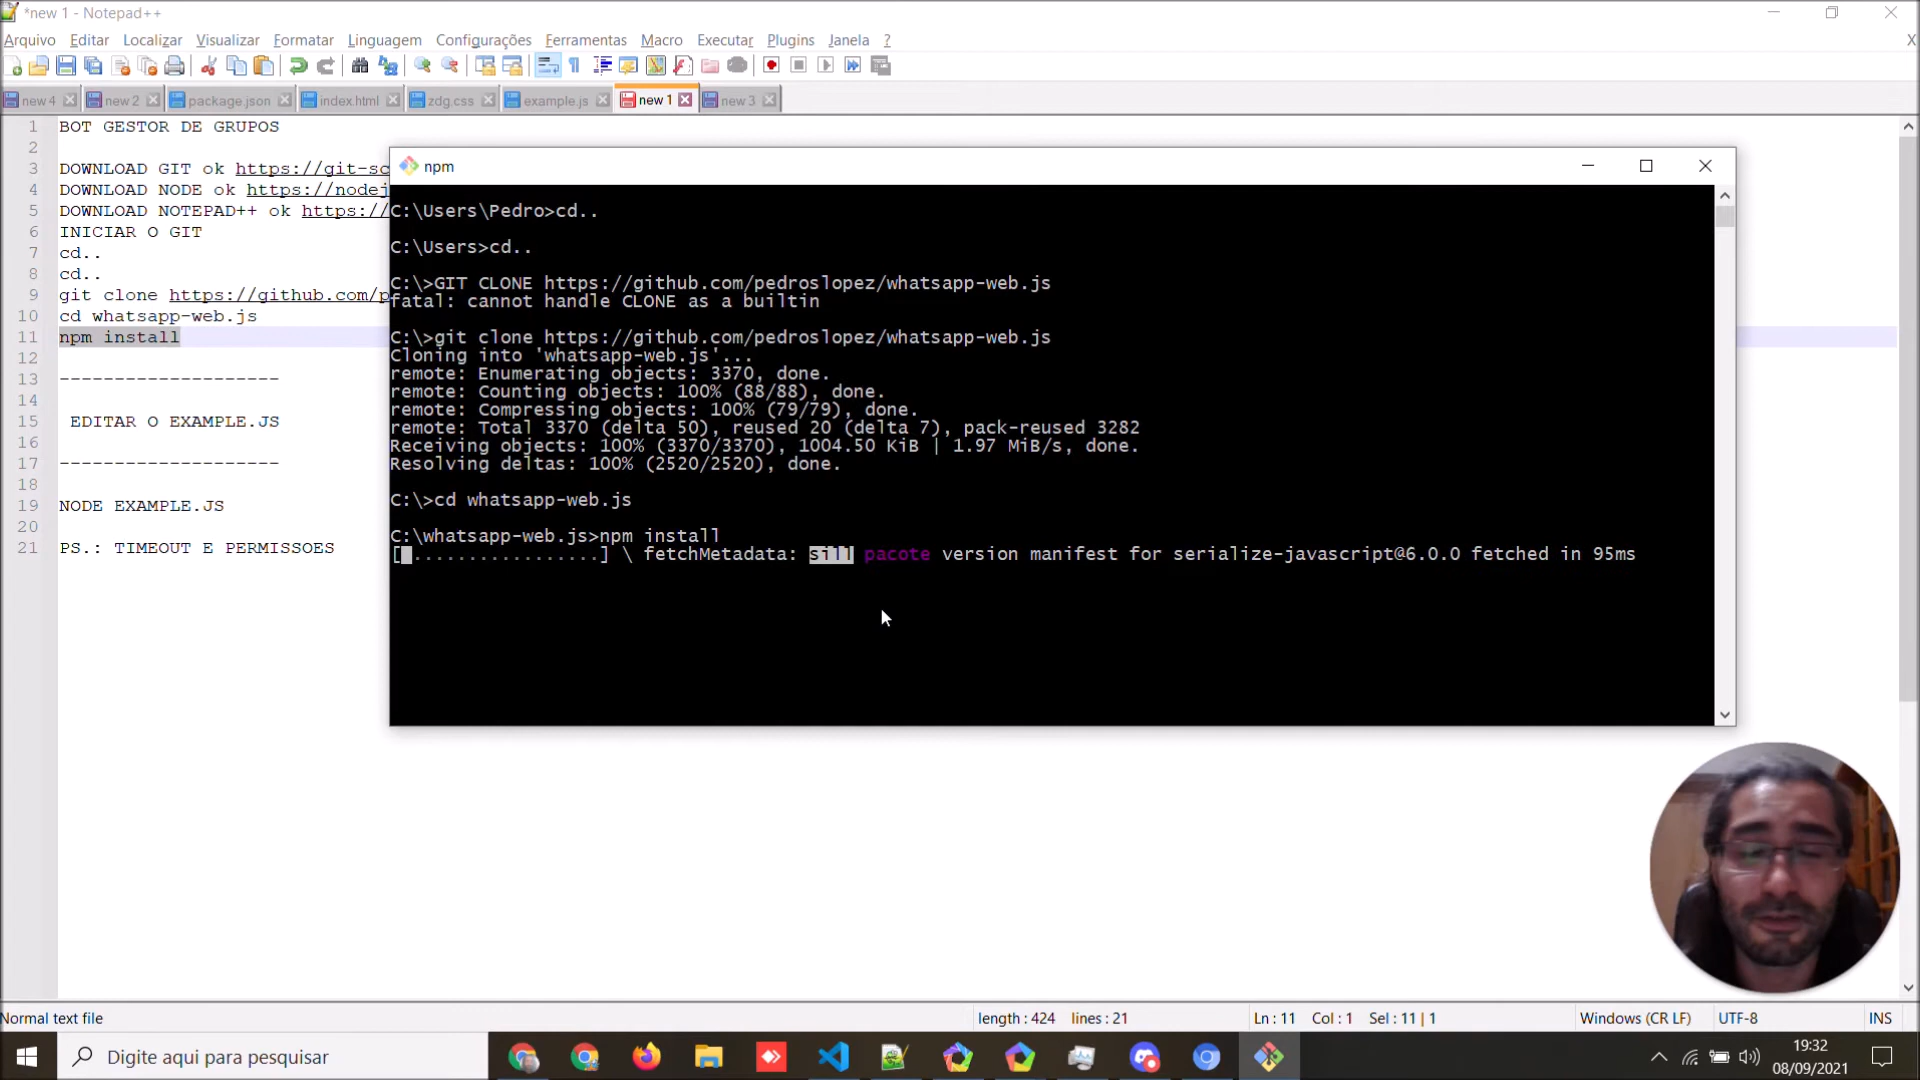 *new 1 - Notepad++
Arquivo Editar Localizar Visualizar Formatar Linguagem Configurações Ferramentas Macro Executar Plugins Janela ? X
new 4 new 2 package.json index.html zdg.css example.js new 1 new 3
1 BOT GESTOR DE GRUPOS
2
3 DOWNLOAD GIT ok https://git-sc
4 DOWNLOAD NODE ok https://nodej
5 DOWNLOAD NOTEPAD++ ok https://
6 INICIAR O GIT
7 cd..
8 cd..
9 git clone https://github.com/p
10 cd whatsapp-web.js
11 npm install
12
13 --------------------
14
15 EDITAR O EXAMPLE.JS
16
17 --------------------
18
19 NODE EXAMPLE.JS
20
21 PS.: TIMEOUT E PERMISSOES
npm
C:\Users\Pedro>cd..
C:\Users>cd..
C:\>GIT CLONE https://github.com/pedroslopez/whatsapp-web.js
fatal: cannot handle CLONE as a builtin
C:\>git clone https://github.com/pedroslopez/whatsapp-web.js
Cloning into 'whatsapp-web.js'...
remote: Enumerating objects: 3370, done.
remote: Counting objects: 100% (88/88), done.
remote: Compressing objects: 100% (79/79), done.
remote: Total 3370 (delta 50), reused 20 (delta 7), pack-reused 3282
Receiving objects: 100% (3370/3370), 1004.50 KiB | 1.97 MiB/s, done.
Resolving deltas: 100% (2520/2520), done.
C:\>cd whatsapp-web.js
C:\whatsapp-web.js>npm install
[ .................] \ fetchMetadata: sill pacote version manifest for serialize-javascript@6.0.0 fetched in 95ms
Normal text file length : 424 lines : 21 Ln : 11 Col : 1 Sel : 11 | 1 Windows (CR LF) UTF-8 INS
Digite aqui para pesquisar
19:32
08/09/2021